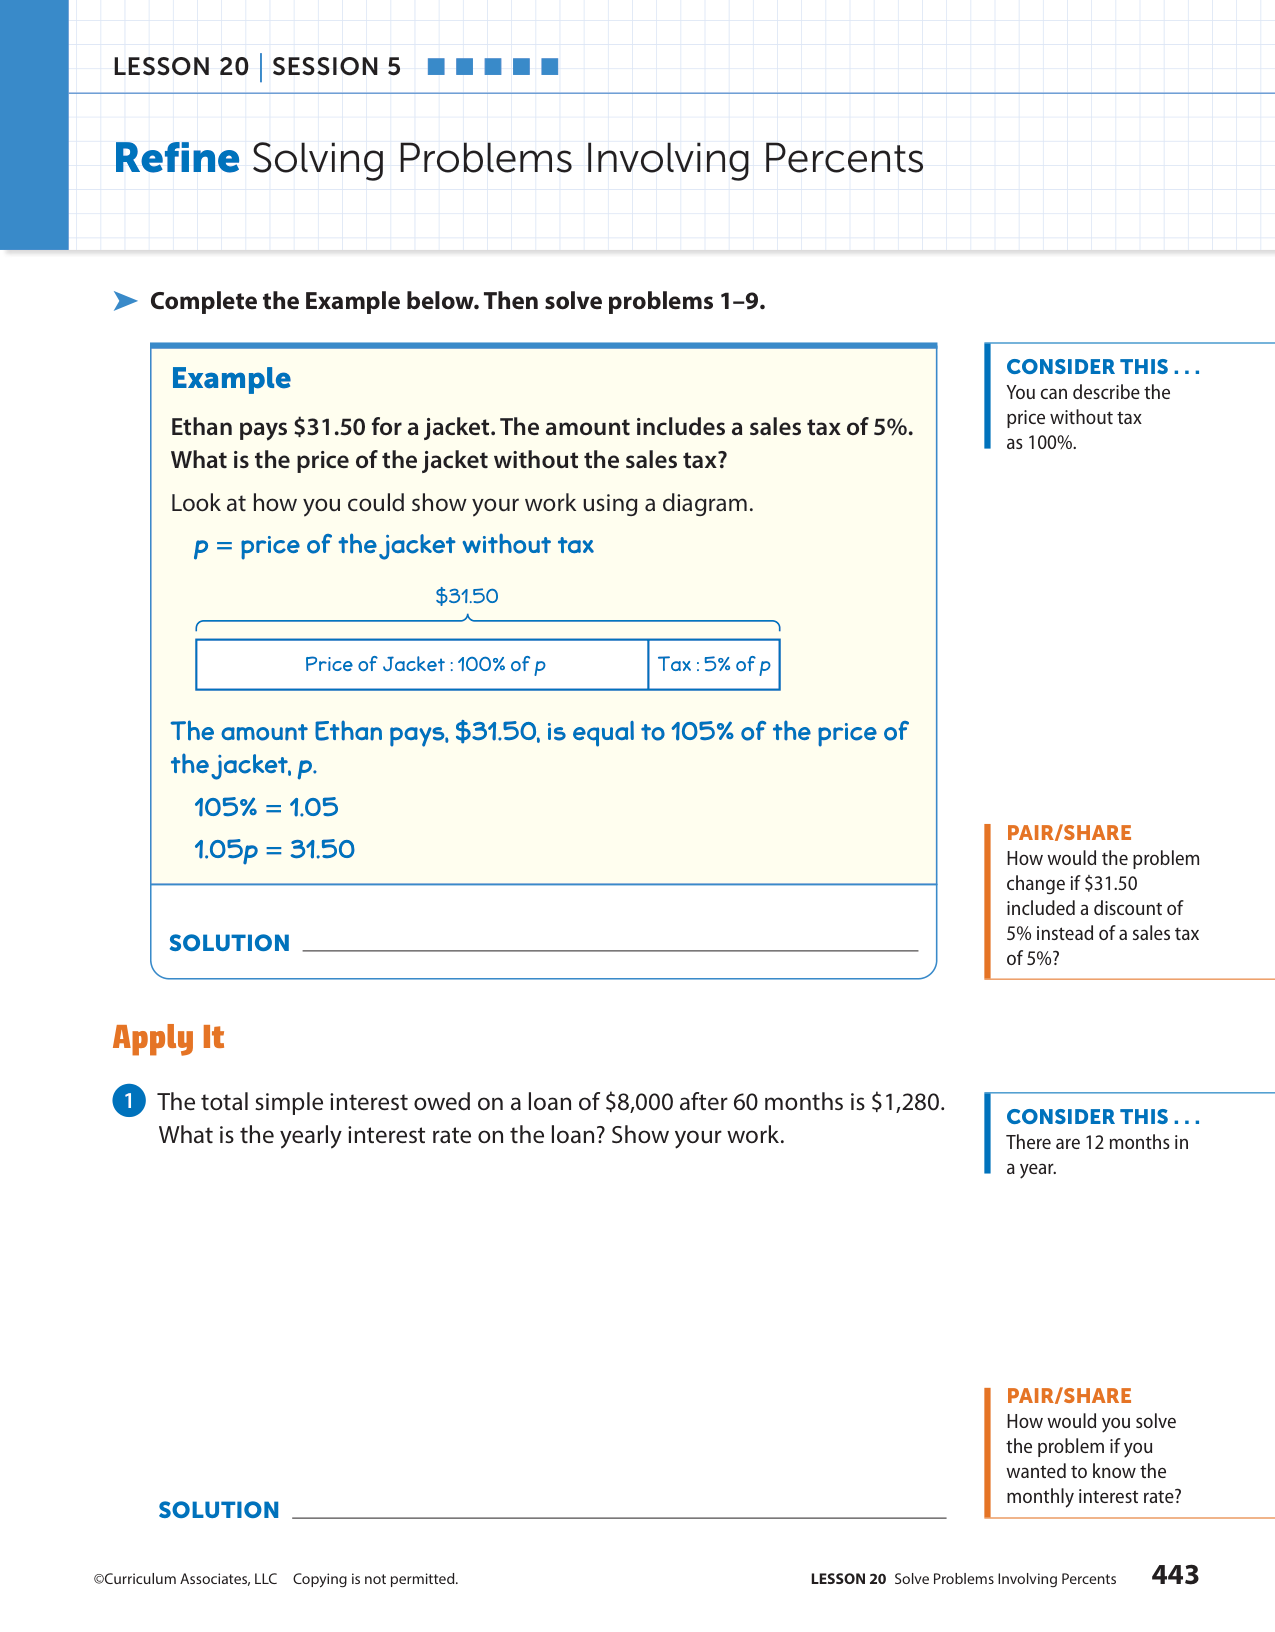 LESSON 20 | SESSION 5
Refine Solving Problems Involving Percents
Complete the Example below. Then solve problems 1–9.
Example
Ethan pays $31.50 for a jacket. The amount includes a sales tax of 5%.
What is the price of the jacket without the sales tax?
Look at how you could show your work using a diagram.
p = price of the jacket without tax
$31.50
Price of Jacket : 100% of p
Tax : 5% of p
The amount Ethan pays, $31.50, is equal to 105% of the price of
the jacket, p.
105% = 1.05
1.05p = 31.50
SOLUTION
CONSIDER THIS . . .
You can describe the
price without tax
as 100%.
PAIR/SHARE
How would the problem
change if $31.50
included a discount of
5% instead of a sales tax
of 5%?
Apply It
1 The total simple interest owed on a loan of $8,000 after 60 months is $1,280.
What is the yearly interest rate on the loan? Show your work.
SOLUTION
CONSIDER THIS . . .
There are 12 months in
a year.
PAIR/SHARE
How would you solve
the problem if you
wanted to know the
monthly interest rate?
©Curriculum Associates, LLC Copying is not permitted.
LESSON 20 Solve Problems Involving Percents 443